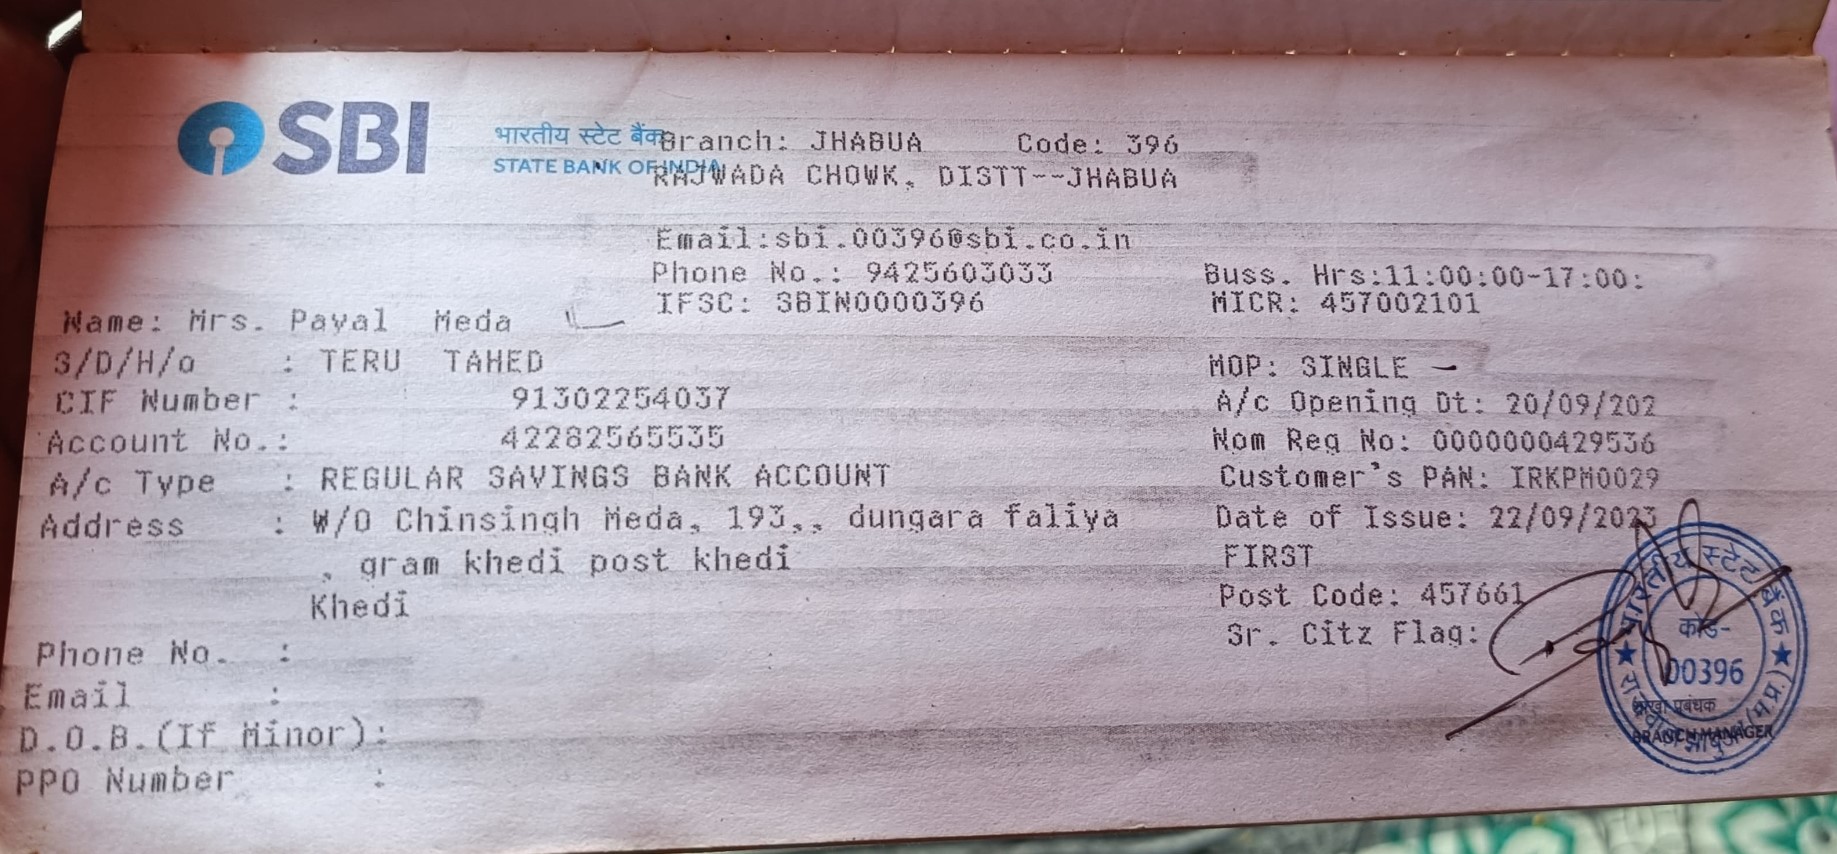 SBI
भारतीय स्टेट बैंक
STATE BANK OF INDIA
Branch: JHABUA Code: 396
RAJWADA CHOWK, DISTT--JHABUA
Email:sbi.00396@sbi.co.in
Phone No.: 9425603033 Buss. Hrs:11:00:00-17:00:
IFSC: SBIN0000396 MICR: 457002101
Name: Mrs. Payal Meda
S/D/H/o : TERU TAHED MOP: SINGLE
CIF Number : 91302254037 A/c Opening Dt: 20/09/202
Account No.: 42282565535 Nom Reg No: 0000000429536
A/c Type : REGULAR SAVINGS BANK ACCOUNT Customer's PAN: IRKPM0029
Address : W/O Chinsingh Meda, 193,, dungara faliya Date of Issue: 22/09/2023
, gram khedi post khedi FIRST
Khedi Post Code: 457661
Sr. Citz Flag:
Phone No. :
Email :
D.O.B.(If Minor):
PPO Number :
भारतीय स्टेट बैंक
कोड-
00396
शाखा प्रबंधक
BRANCH MANAGER